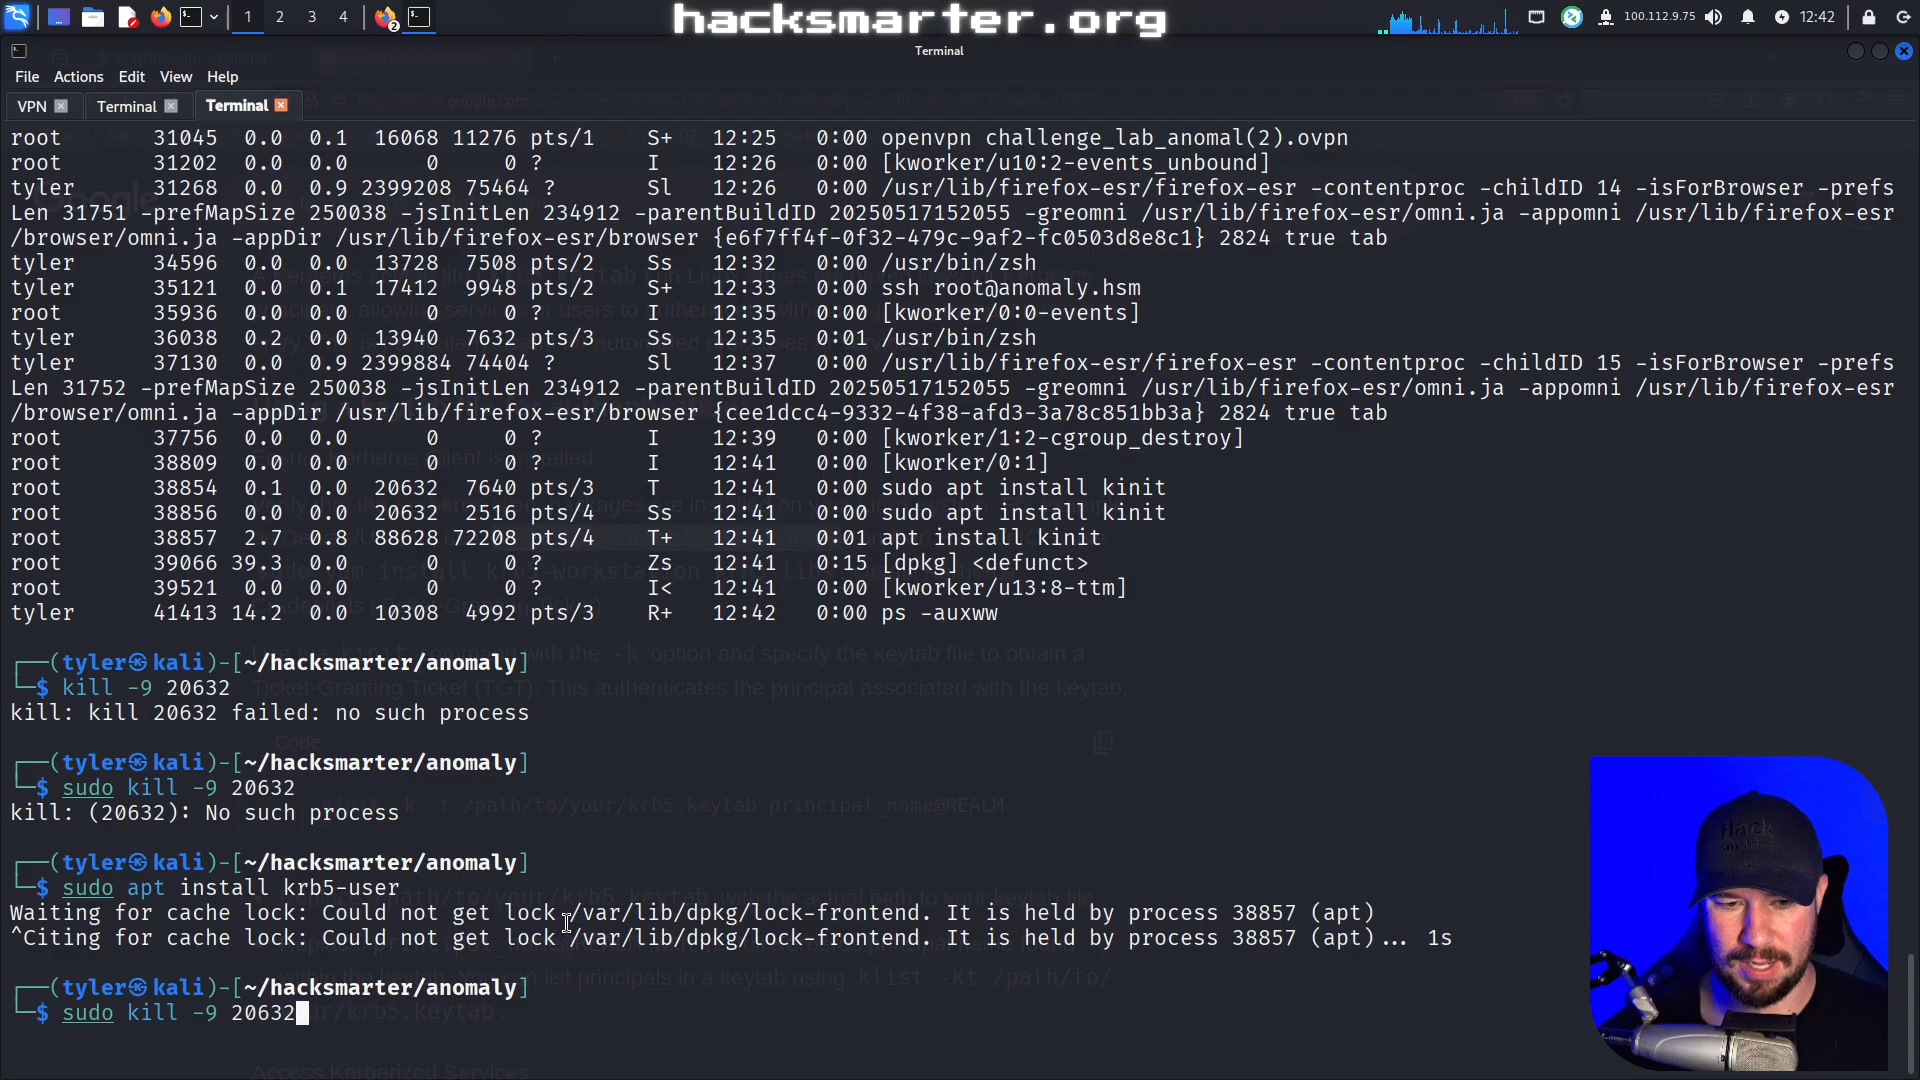 1 2 3 4
2
hacksmarter.org
100.112.9.75
12:42
Terminal
File Actions Edit View Help
VPN Terminal Terminal
root 31045 0.0 0.1 16068 11276 pts/1 S+ 12:25 0:00 openvpn challenge_lab_anomal(2).ovpn
root 31202 0.0 0.0 0 0 ? I 12:26 0:00 [kworker/u10:2-events_unbound]
tyler 31268 0.0 0.9 2399208 75464 ? Sl 12:26 0:00 /usr/lib/firefox-esr/firefox-esr -contentproc -childID 14 -isForBrowser -prefs
Len 31751 -prefMapSize 250038 -jsInitLen 234912 -parentBuildID 20250517152055 -greomni /usr/lib/firefox-esr/omni.ja -appomni /usr/lib/firefox-esr
/browser/omni.ja -appDir /usr/lib/firefox-esr/browser {e6f7ff4f-0f32-479c-9af2-fc0503d8e8c1} 2824 true tab
tyler 34596 0.0 0.0 13728 7508 pts/2 Ss 12:32 0:00 /usr/bin/zsh
tyler 35121 0.0 0.1 17412 9948 pts/2 S+ 12:33 0:00 ssh root@anomaly.hsm
root 35936 0.0 0.0 0 0 ? I 12:35 0:00 [kworker/0:0-events]
tyler 36038 0.2 0.0 13940 7632 pts/3 Ss 12:35 0:01 /usr/bin/zsh
tyler 37130 0.0 0.9 2399884 74404 ? Sl 12:37 0:00 /usr/lib/firefox-esr/firefox-esr -contentproc -childID 15 -isForBrowser -prefs
Len 31752 -prefMapSize 250038 -jsInitLen 234912 -parentBuildID 20250517152055 -greomni /usr/lib/firefox-esr/omni.ja -appomni /usr/lib/firefox-esr
/browser/omni.ja -appDir /usr/lib/firefox-esr/browser {cee1dcc4-9332-4f38-afd3-3a78c851bb3a} 2824 true tab
root 37756 0.0 0.0 0 0 ? I 12:39 0:00 [kworker/1:2-cgroup_destroy]
root 38809 0.0 0.0 0 0 ? I 12:41 0:00 [kworker/0:1]
root 38854 0.1 0.0 20632 7640 pts/3 T 12:41 0:00 sudo apt install kinit
root 38856 0.0 0.0 20632 2516 pts/4 Ss 12:41 0:00 sudo apt install kinit
root 38857 2.7 0.8 88628 72208 pts/4 T+ 12:41 0:01 apt install kinit
root 39066 39.3 0.0 0 0 ? Zs 12:41 0:15 [dpkg] <defunct>
root 39521 0.0 0.0 0 0 ? I< 12:41 0:00 [kworker/u13:8-ttm]
tyler 41413 14.2 0.0 10308 4992 pts/3 R+ 12:42 0:00 ps -auxww
┌──(tyler㉿kali)-[~/hacksmarter/anomaly]
└─$ kill -9 20632
kill: kill 20632 failed: no such process
┌──(tyler㉿kali)-[~/hacksmarter/anomaly]
└─$ sudo kill -9 20632
kill: (20632): No such process
┌──(tyler㉿kali)-[~/hacksmarter/anomaly]
└─$ sudo apt install krb5-user
Waiting for cache lock: Could not get lock /var/lib/dpkg/lock-frontend. It is held by process 38857 (apt)
^Citing for cache lock: Could not get lock /var/lib/dpkg/lock-frontend. It is held by process 38857 (apt)... 1s
┌──(tyler㉿kali)-[~/hacksmarter/anomaly]
└─$ sudo kill -9 20632
Ticket-Granting Ticket (TGT). This authenticates the principal associated with the keytab.
Code
Access Kerberized Services.